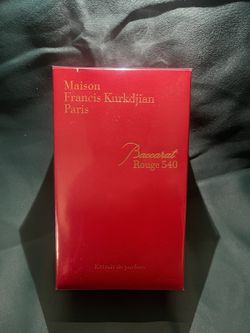 Maison
Francis Kurkdjian
Paris
Baccarat
Rouge 540
Extrait de parfum